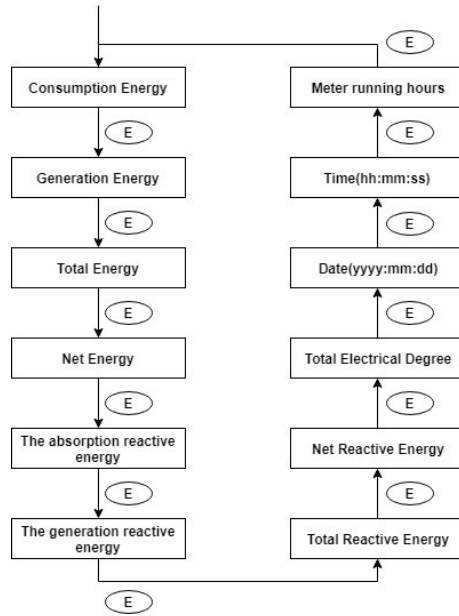 E
Consumption Energy
Meter running hours
E
E
Generation Energy
Time(hh:mm:ss)
E
E
Total Energy
Date(yyyy:mm:dd)
E
E
Net Energy
Total Electrical Degree
E
E
The absorption reactive
energy
Net Reactive Energy
E
E
The generation reactive
energy
Total Reactive Energy
E